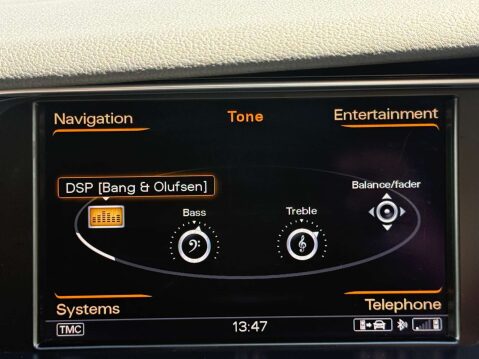 Navigation
Tone
Entertainment
DSP [Bang & Olufsen]
Balance/fader
Bass
Treble
Systems
Telephone
TMC
13:47